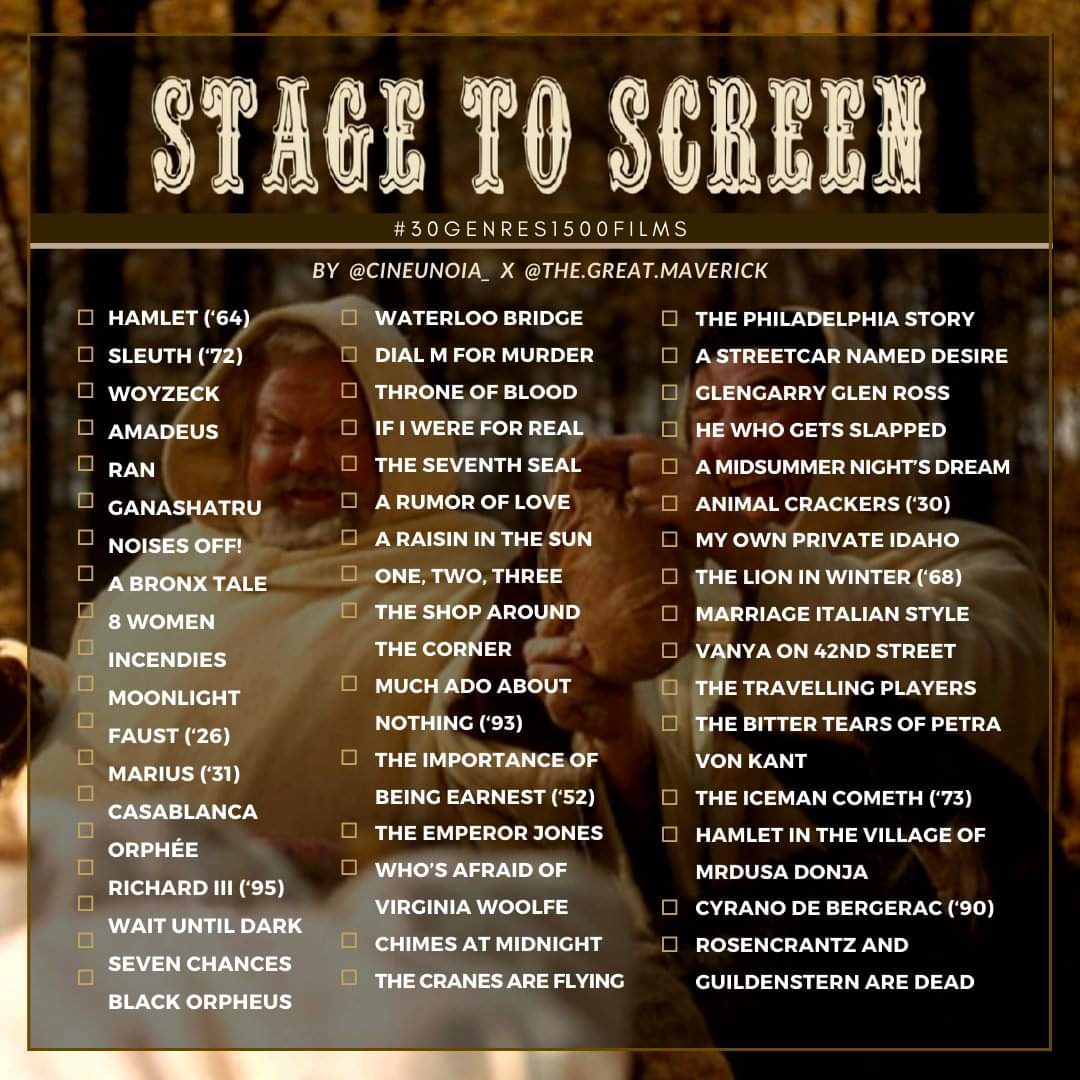 STAGE TO SCREEN
#30GENRES1500FILMS
BY @CINEUNOIA_ X @THE.GREAT.MAVERICK
HAMLET (‘64)
SLEUTH (‘72)
WOYZECK
AMADEUS
RAN
GANASHATRU
NOISES OFF!
A BRONX TALE
8 WOMEN
INCENDIES
MOONLIGHT
FAUST (‘26)
MARIUS (‘31)
CASABLANCA
ORPHÉE
RICHARD III (‘95)
WAIT UNTIL DARK
SEVEN CHANCES
BLACK ORPHEUS
WATERLOO BRIDGE
DIAL M FOR MURDER
THRONE OF BLOOD
IF I WERE FOR REAL
THE SEVENTH SEAL
A RUMOR OF LOVE
A RAISIN IN THE SUN
ONE, TWO, THREE
THE SHOP AROUND
THE CORNER
MUCH ADO ABOUT
NOTHING (‘93)
THE IMPORTANCE OF
BEING EARNEST (‘52)
THE EMPEROR JONES
WHO’S AFRAID OF
VIRGINIA WOOLFE
CHIMES AT MIDNIGHT
THE CRANES ARE FLYING
THE PHILADELPHIA STORY
A STREETCAR NAMED DESIRE
GLENGARRY GLEN ROSS
HE WHO GETS SLAPPED
A MIDSUMMER NIGHT’S DREAM
ANIMAL CRACKERS (‘30)
MY OWN PRIVATE IDAHO
THE LION IN WINTER (‘68)
MARRIAGE ITALIAN STYLE
VANYA ON 42ND STREET
THE TRAVELLING PLAYERS
THE BITTER TEARS OF PETRA
VON KANT
THE ICEMAN COMETH (‘73)
HAMLET IN THE VILLAGE OF
MRDUSA DONJA
CYRANO DE BERGERAC (‘90)
ROSENCRANTZ AND
GUILDENSTERN ARE DEAD